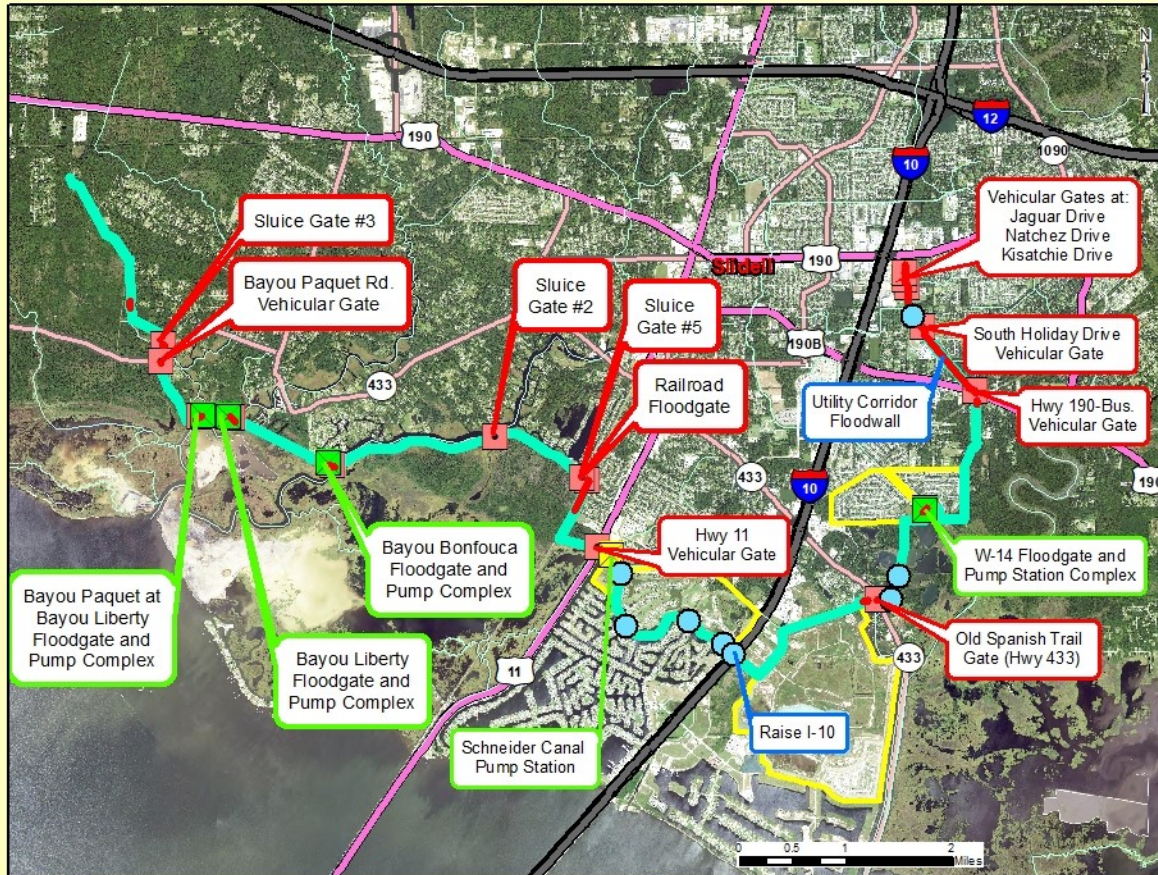 N
190
12
10
1090
Sluice Gate #3
Vehicular Gates at:
Jaguar Drive
Natchez Drive
Kisatchie Drive
Bayou Paquet Rd.
Vehicular Gate
Sluice
Gate #2
Sluice
Gate #5
Slidell
190
190B
South Holiday Drive
Vehicular Gate
433
Railroad
Floodgate
Utility Corridor
Floodwall
Hwy 190-Bus.
Vehicular Gate
433
10
190
Bayou Bonfouca
Floodgate and
Pump Complex
Hwy 11
Vehicular Gate
W-14 Floodgate and
Pump Station Complex
Bayou Paquet at
Bayou Liberty
Floodgate and
Pump Complex
Bayou Liberty
Floodgate and
Pump Complex
11
433
Old Spanish Trail
Gate (Hwy 433)
Schneider Canal
Pump Station
Raise I-10
0 0.5 1 2
Miles